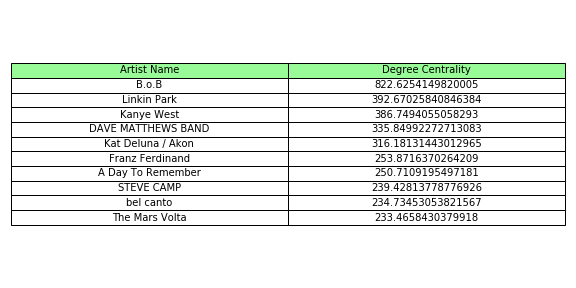 Artist Name Degree Centrality
B.o.B 822.6254149820005
Linkin Park 392.67025840846384
Kanye West 386.7494055058293
DAVE MATTHEWS BAND 335.84992272713083
Kat Deluna / Akon 316.18131443012965
Franz Ferdinand 253.8716370264209
A Day To Remember 250.7109195497181
STEVE CAMP 239.42813778776926
bel canto 234.73453053821567
The Mars Volta 233.4658430379918